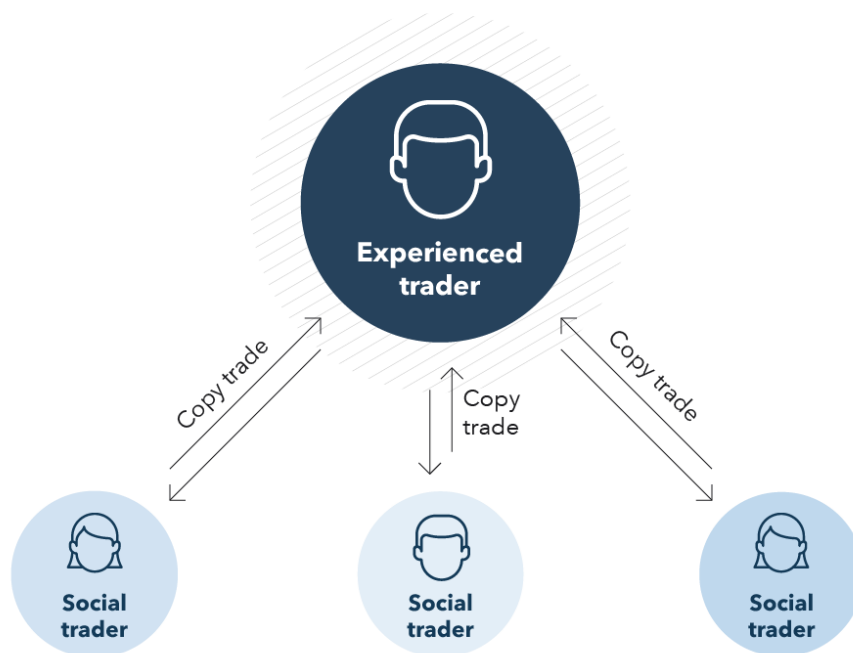 Experienced
trader
Copy trade
Copy
trade
Copy trade
Social
trader
Social
trader
Social
trader